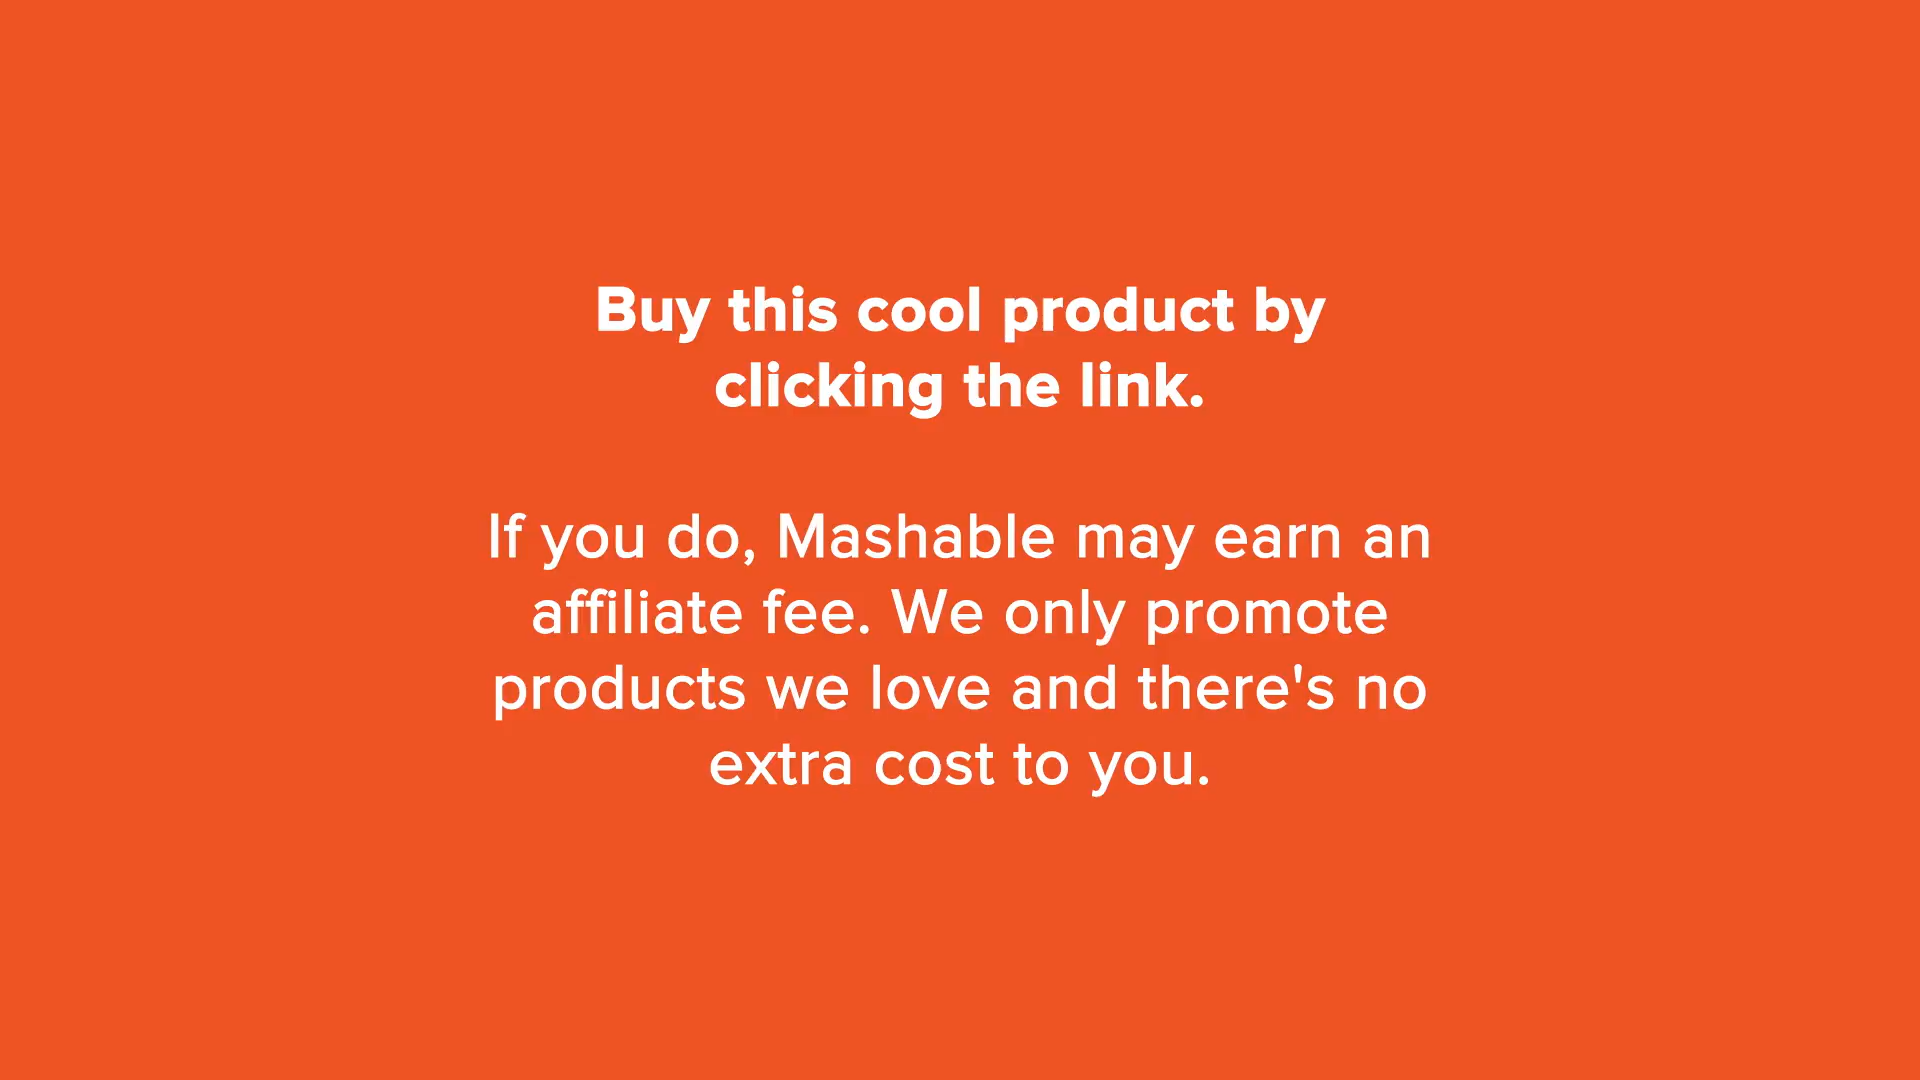 Buy this cool product by
clicking the link.
If you do, Mashable may earn an
affiliate fee. We only promote
products we love and there's no
extra cost to you.